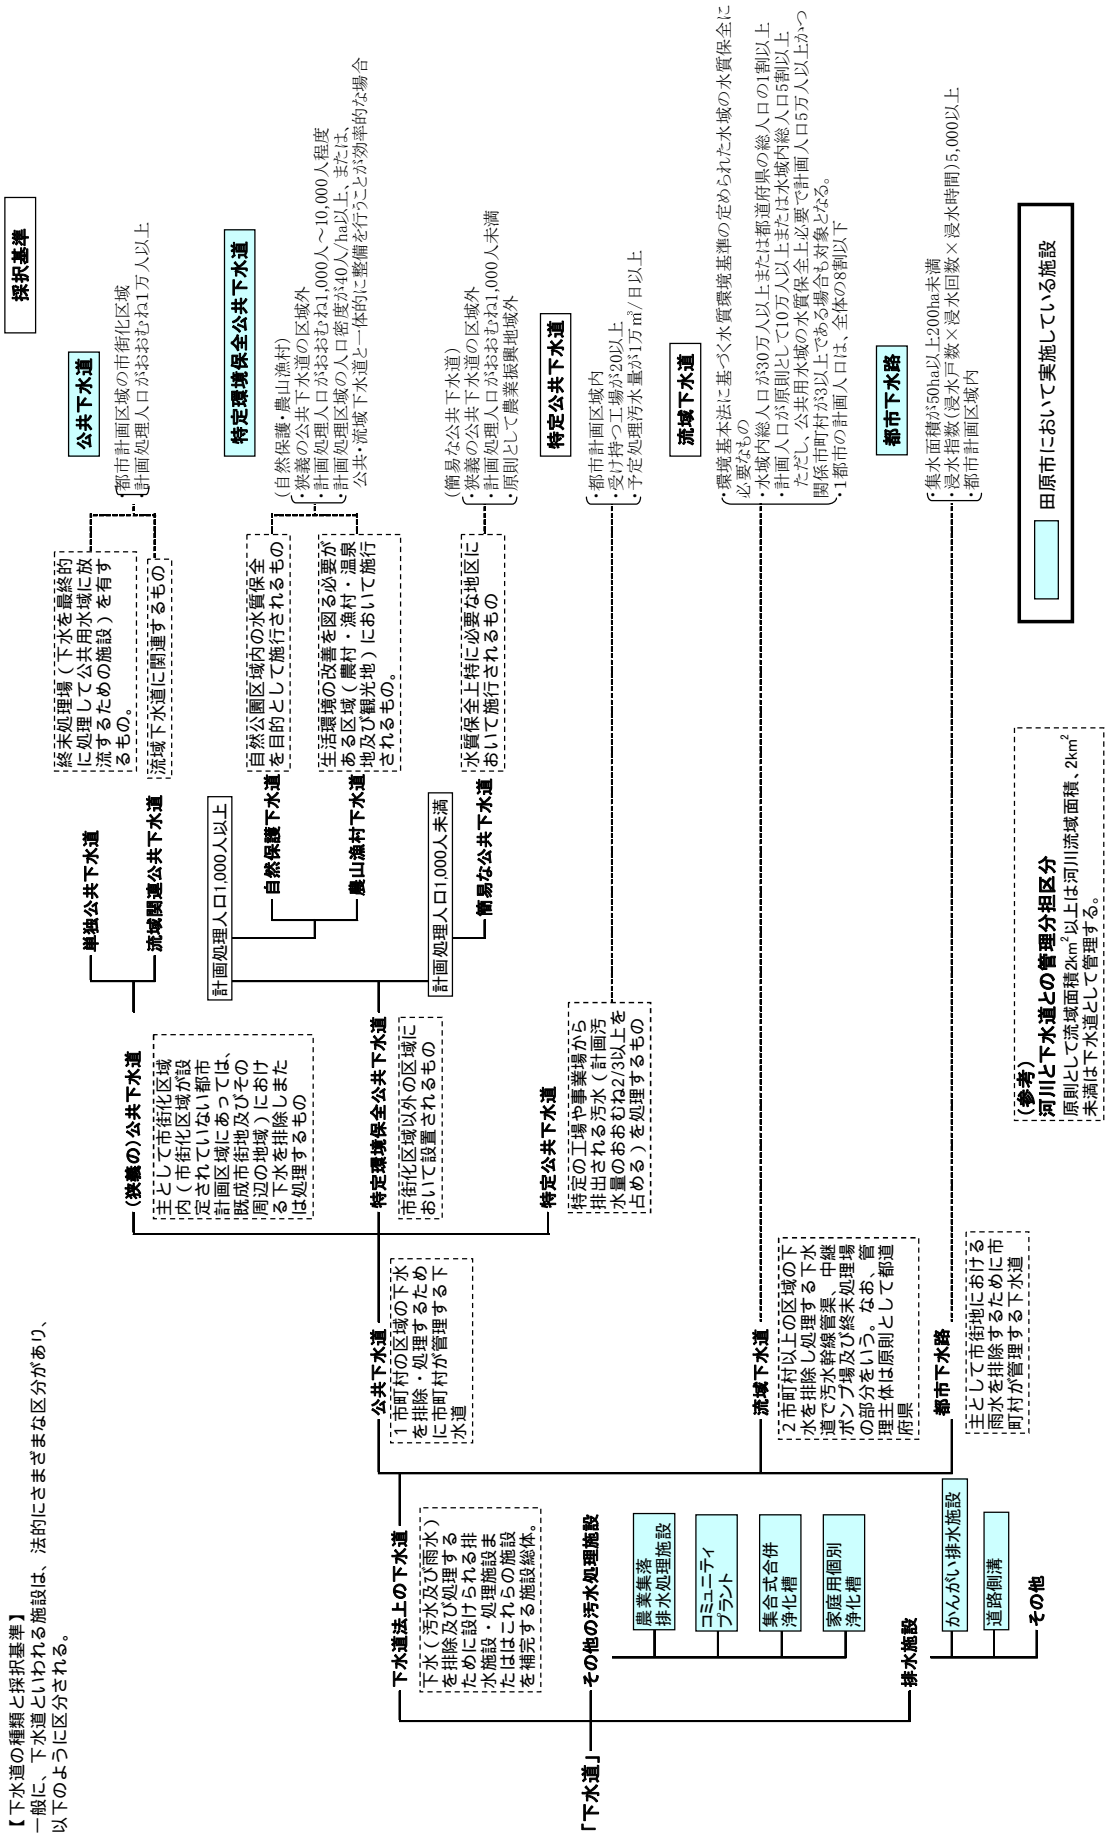 【下水道の種類と採択基準】
一般に、下水道といわれる施設は、法的にさまざまな区分があり、
以下のように区分される。
「下水道」
下水道法上の下水道
下水(汚水及び雨水)
を排除及び処理する
ために設けられる排
水施設・処理施設ま
たははこれらの施設
を補完する施設総体。
その他の汚水処理施設
農業集落
排水処理施設
コミュニティ
プラント
集合式合併
浄化槽
家庭用個別
浄化槽
排水施設
かんがい排水施設
道路側溝
その他
公共下水道
1市町村の区域の下水
を排除・処理するため
に市町村が管理する下
水道
流域下水道
2市町村以上の区域の下
水を排除し処理する下水
道で汚水幹線管渠、中継
ポンプ場及び終末処理場
の部分をいう。なお、管
理主体は原則として都道
府県
都市下水路
主として市街地における
雨水を排除するために市
町村が管理する下水道
(狭義の)公共下水道
主として市街化区域
内(市街化区域が設
定されていない都市
計画区域にあっては、
既成市街地及びその
周辺の地域)におけ
る下水を排除しまた
は処理するもの
特定環境保全公共下水道
市街化区域以外の区域に
おいて設置されるもの
特定公共下水道
特定の工場や事業場から
排出される汚水(計画汚
水量のおおむね2/3以上を
占める)を処理するもの
単独公共下水道
流域関連公共下水道
計画処理人口1,000人以上
自然保護下水道
農山漁村下水道
計画処理人口1,000人未満
簡易な公共下水道
終末処理場(下水を最終的
に処理して公共用水域に放
流するための施設)を有す
るもの。
流域下水道に関連するもの
自然公園区域内の水質保全
を目的として施行されるもの
生活環境の改善を図る必要が
ある区域(農村・漁村・温泉
地及び観光地)において施行
されるもの。
水質保全上特に必要な地区に
おいて施行されるもの
採択基準
公共下水道
・都市計画区域の市街化区域
・計画処理人口がおおむね1万人以上
特定環境保全公共下水道
(自然保護・農山漁村)
・狭義の公共下水道の区域外
・計画処理人口がおおむね1,000人～10,000人程度
・計画処理区域の人口密度が40人/ha以上、または、
公共・流域下水道と一体的に整備を行うことが効率的な場合
(簡易な公共下水道)
・狭義の公共下水道の区域外
・計画処理人口がおおむね1,000人未満
・原則として農業振興地域外
特定公共下水道
・都市計画区域内
・受け持つ工場が20以上
・予定処理汚水量が1万㎥/日以上
流域下水道
・環境基本法に基づく水質環境基準の定められた水域の水質保全に
必要なもの
・水域内総人口が30万人以上または都道府県の総人口の1割以上
・計画人口が原則として10万人以上または水域内総人口5割以上
ただし、公共用水域の水質保全上必要で計画人口5万人以上かつ
関係市町村が3以上である場合も対象となる。
・1都市の計画人口は、全体の8割以下
都市下水路
・集水面積が50ha以上200ha未満
・浸水指数(浸水戸数×浸水回数×浸水時間)5,000以上
・都市計画区域内
(参考)
河川と下水道との管理分担区分
原則として流域面積2km²以上は河川流域面積、2km²
未満は下水道として管理する。
田原市において実施している施設